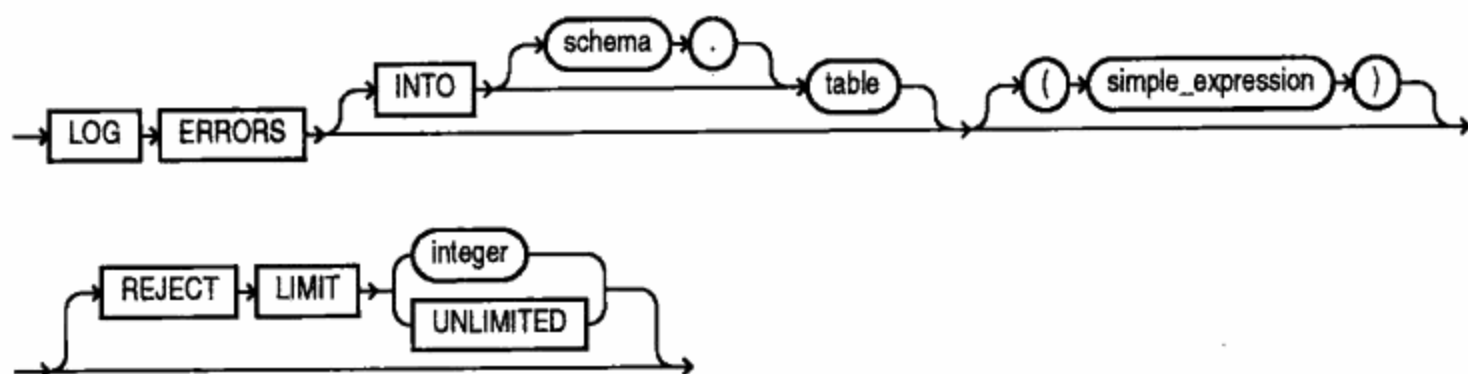 schema .
INTO table ( simple_expression )
LOG ERRORS
integer
REJECT LIMIT
UNLIMITED